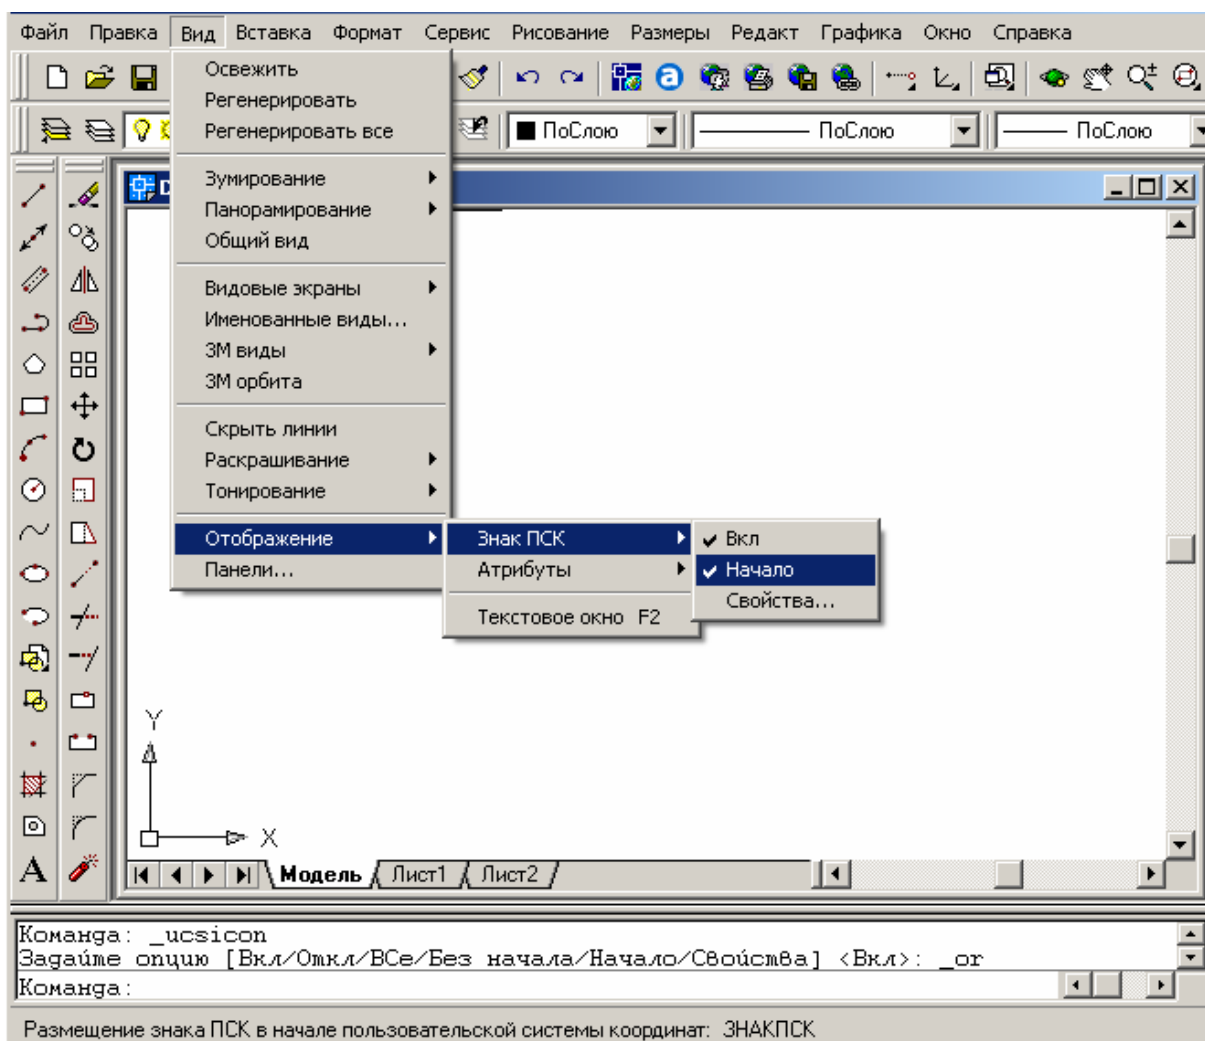 Файл Правка Вид Вставка Формат Сервис Рисование Размеры Редакт Графика Окно Справка
ПоСлою ПоСлою ПоСлою
Освежить
Регенерировать
Регенерировать все
Зумирование
Панорамирование
Общий вид
Видовые экраны
Именованные виды...
3М виды
3М орбита
Скрыть линии
Раскрашивание
Тонирование
Отображение
Панели...
Знак ПСК
Атрибуты
Текстовое окно F2
Вкл
Начало
Свойства...
Y
X
A
Модель Лист1 Лист2
Команда: _ucsicon
Задайте опцию [Вкл/Откл/ВСе/Без начала/Начало/Свойства] <Вкл>: _or
Команда:
Размещение знака ПСК в начале пользовательской системы координат: ЗНАКПСК